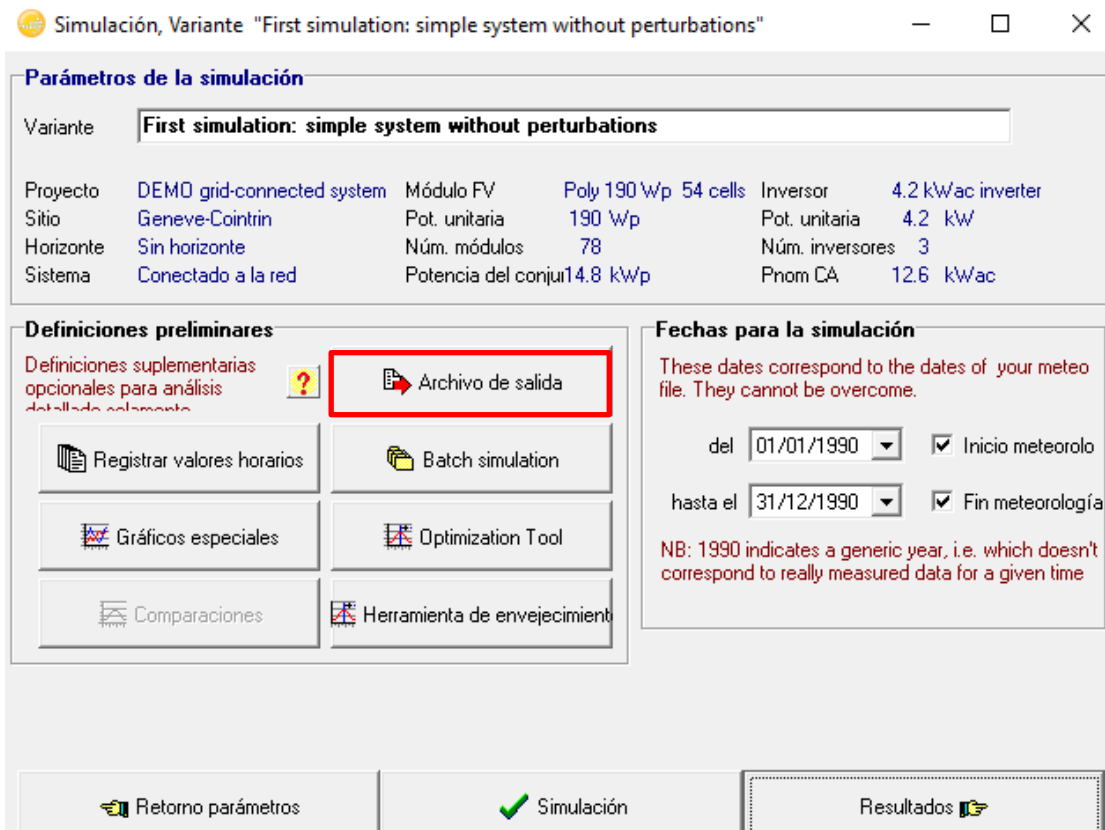 Simulación, Variante "First simulation: simple system without perturbations"
Parámetros de la simulación
Variante First simulation: simple system without perturbations
Proyecto DEMO grid-connected system Módulo FV Poly 190 Wp 54 cells Inversor 4.2 kWac inverter
Sitio Geneve-Cointrin Pot. unitaria 190 Wp Pot. unitaria 4.2 kW
Horizonte Sin horizonte Núm. módulos 78 Núm. inversores 3
Sistema Conectado a la red Potencia del conjui 14.8 kWp Pnom CA 12.6 kWac
Definiciones preliminares
Definiciones suplementarias
opcionales para análisis
detallado solamente
?
Archivo de salida
Registrar valores horarios
Batch simulation
Gráficos especiales
Optimization Tool
Comparaciones
Herramienta de envejecimient
Fechas para la simulación
These dates correspond to the dates of your meteo
file. They cannot be overcome.
del 01/01/1990 Inicio meteorolo
hasta el 31/12/1990 Fin meteorología
NB: 1990 indicates a generic year, i.e. which doesn't
correspond to really measured data for a given time
Retorno parámetros
Simulación
Resultados